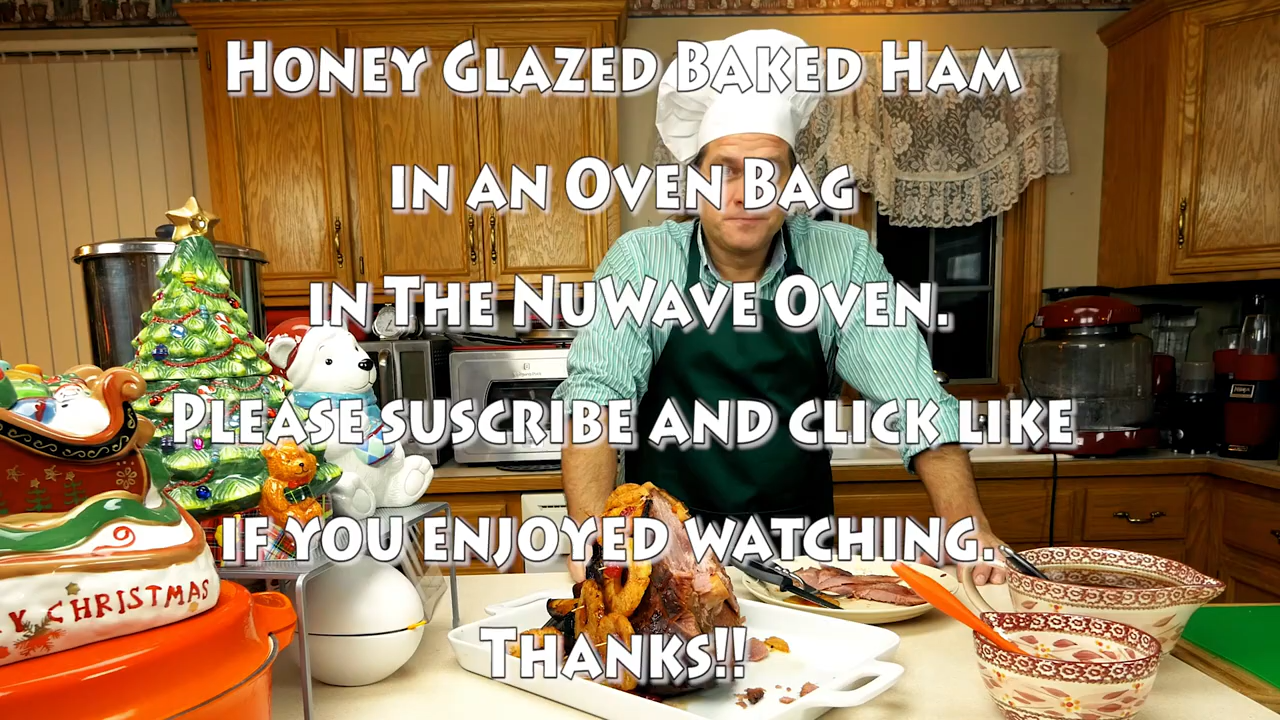 Honey Glazed Baked Ham
in an Oven Bag
in The NuWave Oven.
Please suscribe and click like
if you enjoyed watching.
Thanks!!
Y CHRISTMAS